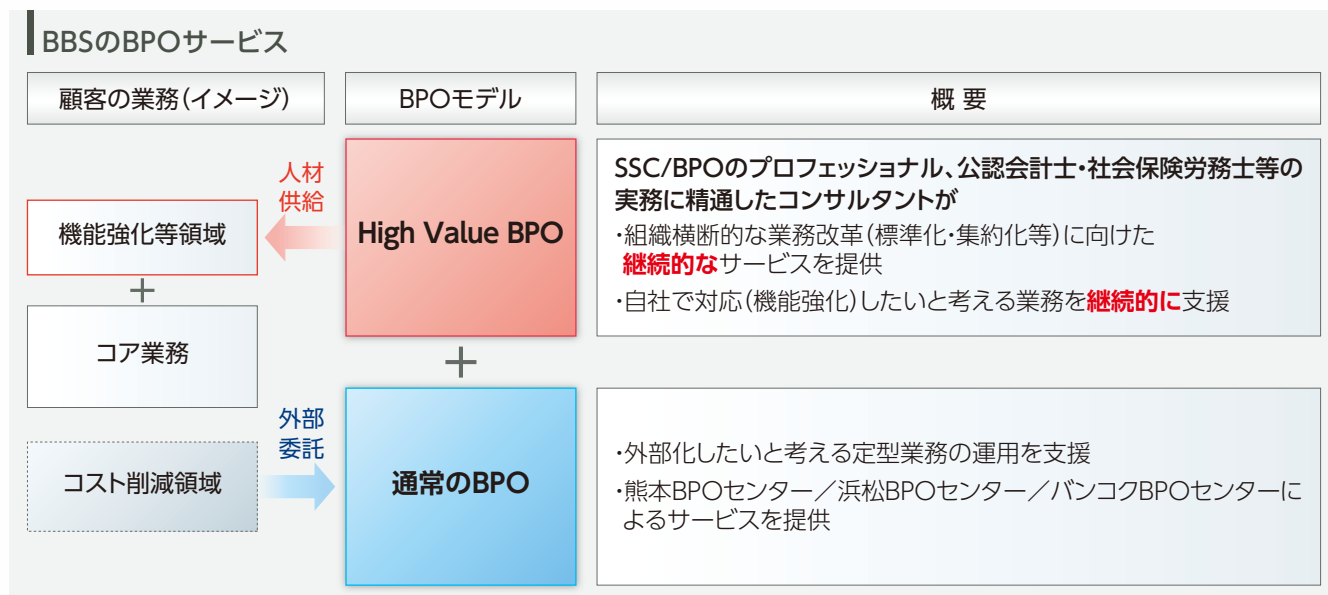 BBSのBPOサービス
顧客の業務（イメージ）
BPOモデル
概 要
人材
供給
機能強化等領域
＋
コア業務
外部
委託
コスト削減領域
High Value BPO
＋
通常のBPO
SSC/BPOのプロフェッショナル、公認会計士・社会保険労務士等の
実務に精通したコンサルタントが
・組織横断的な業務改革（標準化・集約化等）に向けた
継続的なサービスを提供
・自社で対応（機能強化）したいと考える業務を継続的に支援
・外部化したいと考える定型業務の運用を支援
・熊本BPOセンター／浜松BPOセンター／バンコクBPOセンターに
よるサービスを提供